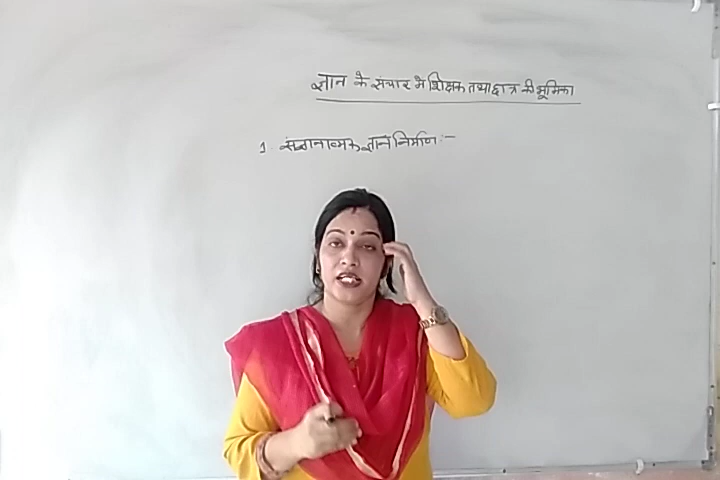 ज्ञान के संचार मे शिक्षक तथा छात्र की भूमिका
1. संज्ञानात्मक ज्ञान निर्माण :-